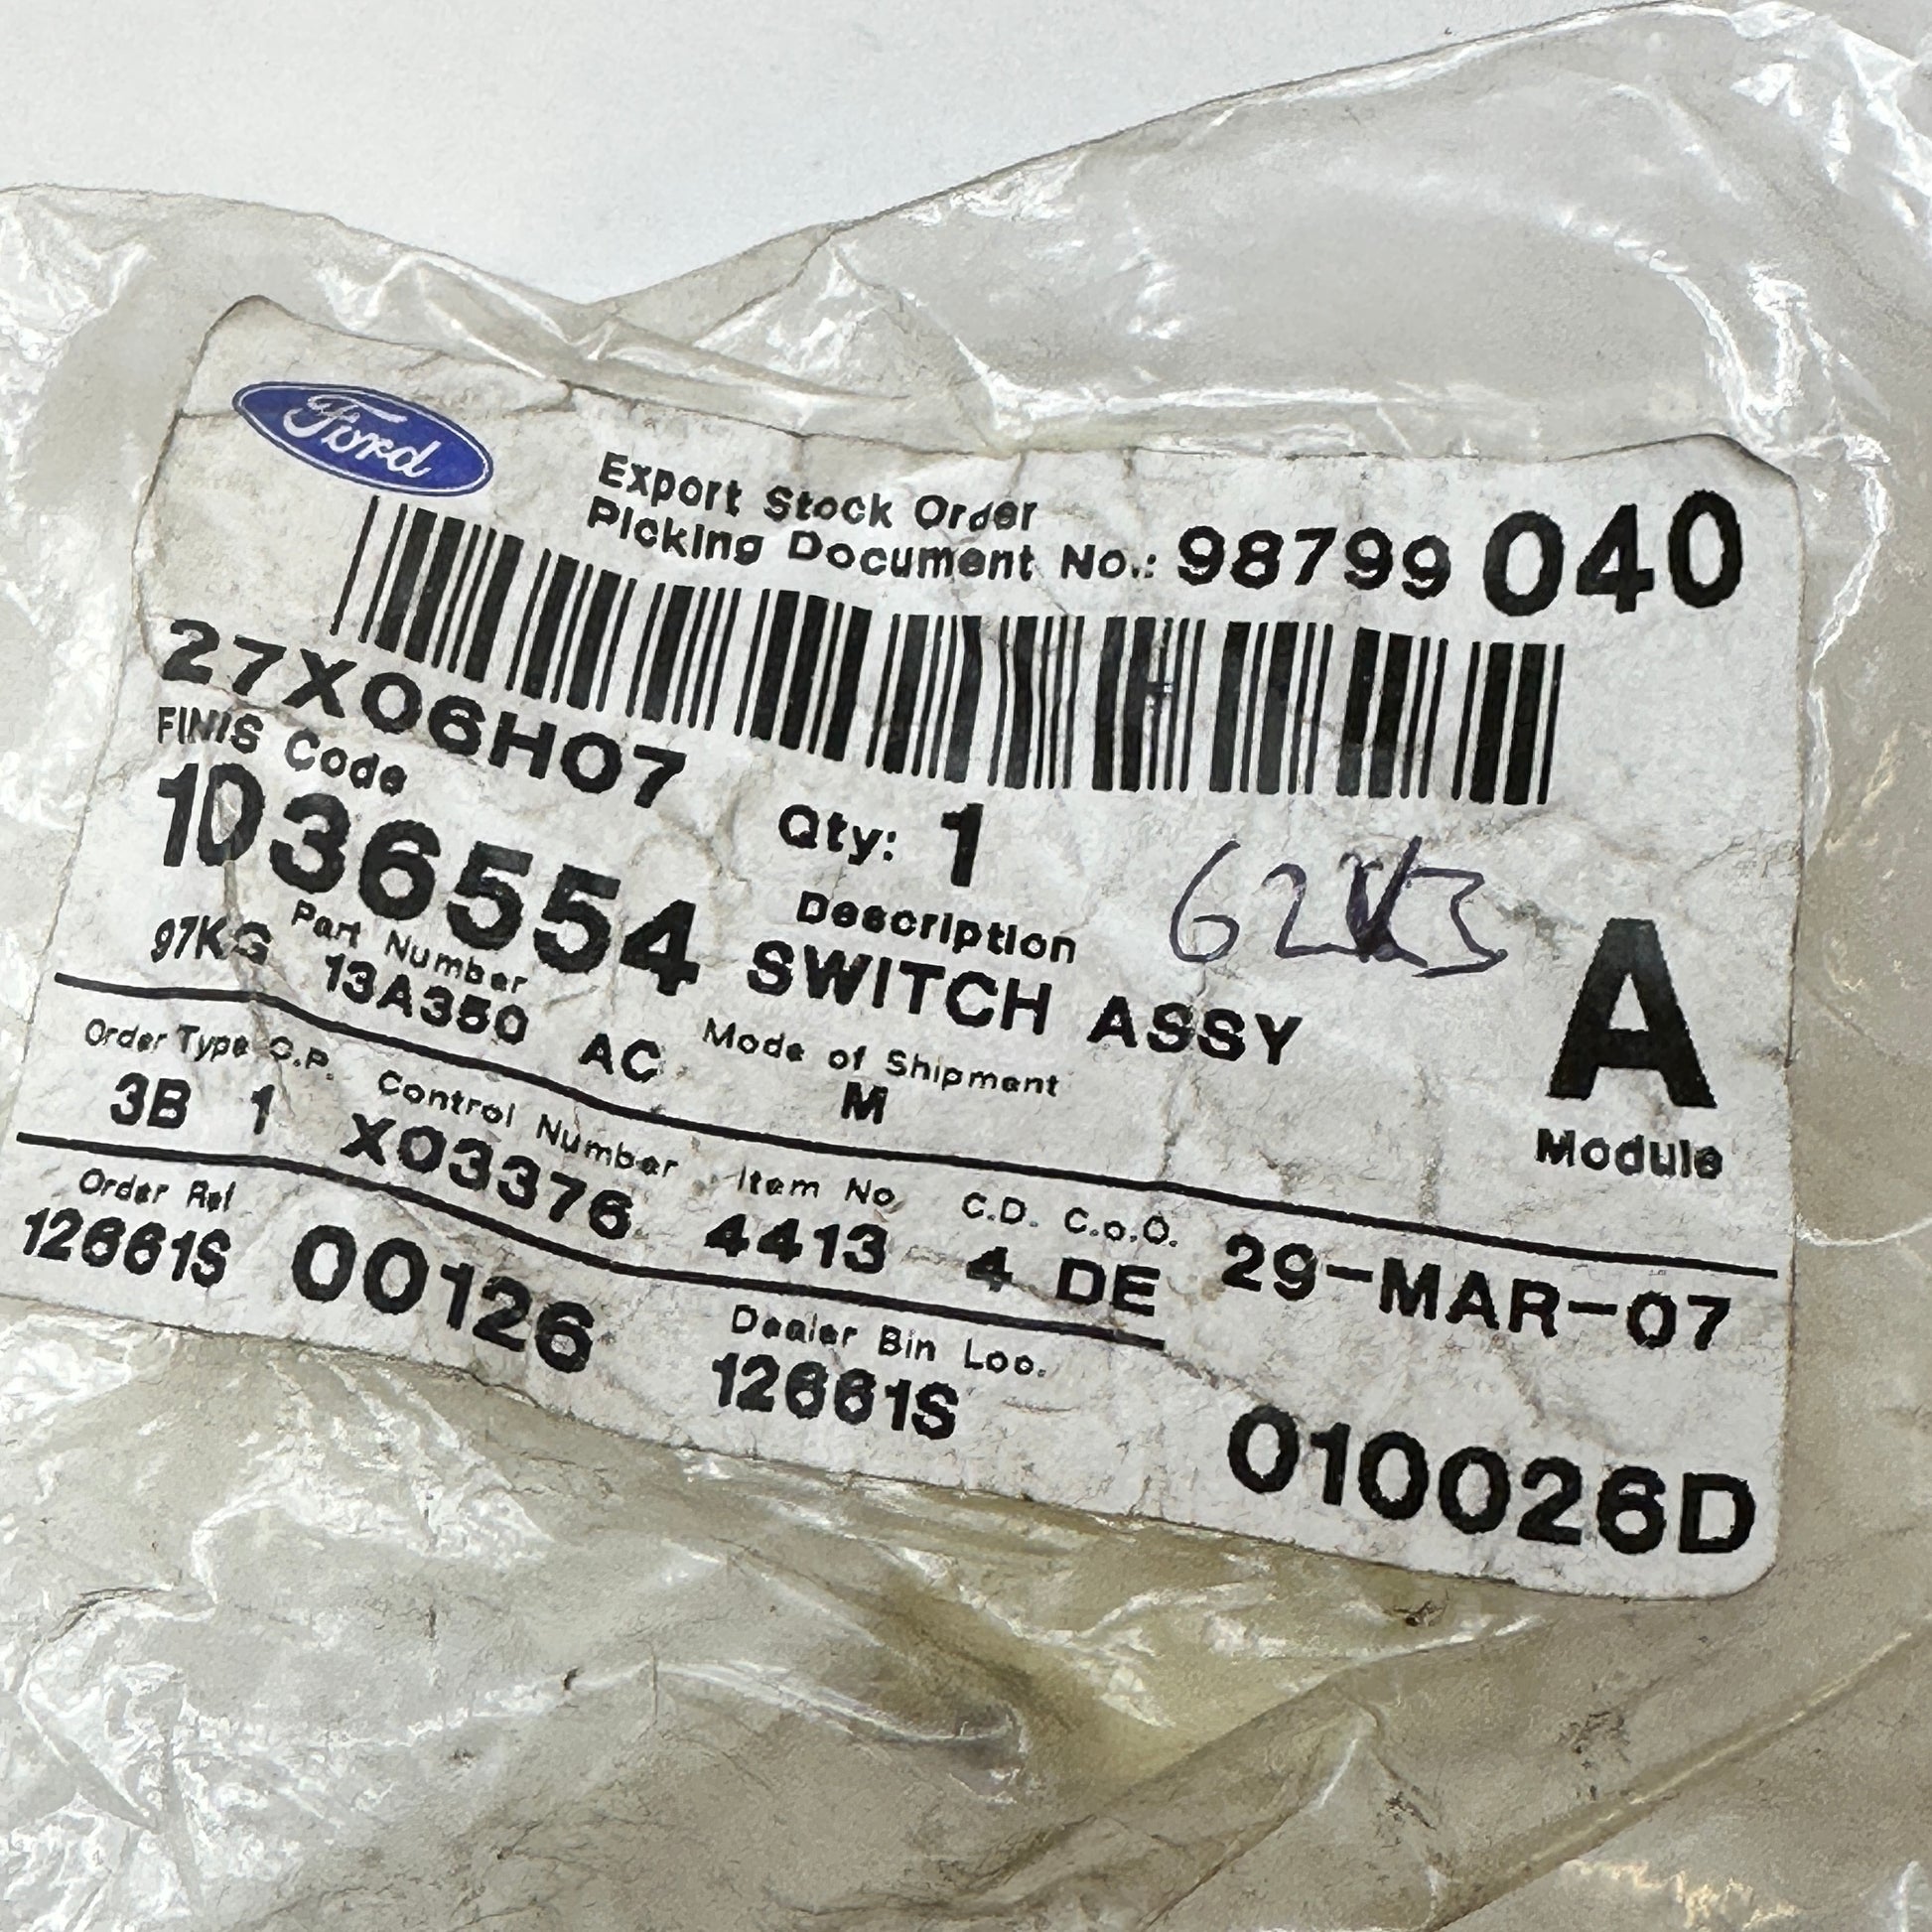 Ford
Export Stock Order
Picking Document No.: 98799 040
27X06H07
FINIS Code
1036554
Qty: 1
Description
SWITCH ASSY
A
Module
Part Number
97KG 13A350 AC
Mode of Shipment
M
Order Type O.P. Control Number Item No C.D. C.o.O.
3B 1 X03376 4413 4 DE 29-MAR-07
Order Ref
12661S 00126
Dealer Bin Loc.
12661S
010026D